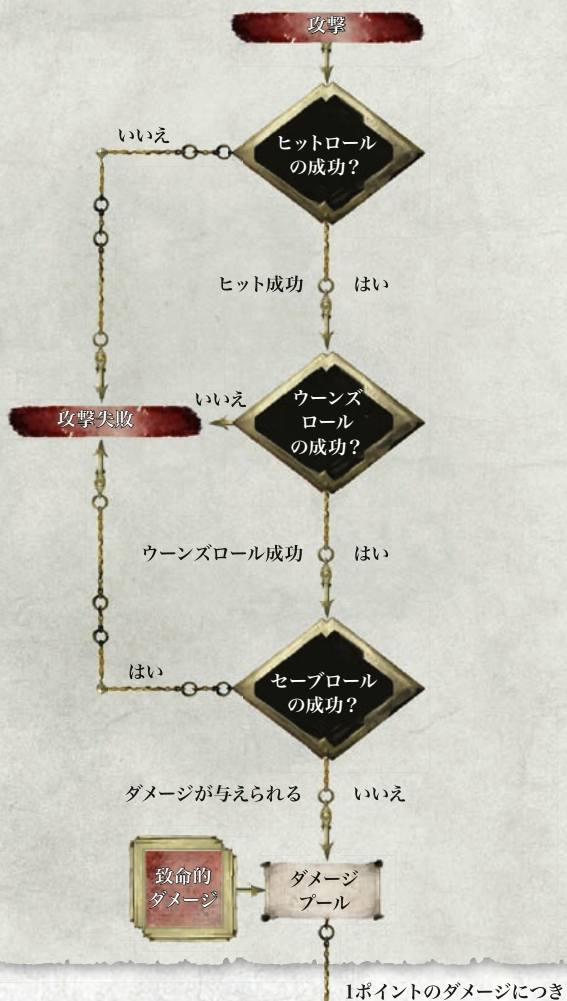 攻撃
いいえ
ヒットロール
の成功？
ヒット成功
はい
いいえ
ウーンズ
ロール
の成功？
攻撃失敗
ウーンズロール成功
はい
はい
セーブロール
の成功？
ダメージが与えられる
いいえ
致命的
ダメージ
ダメージ
プール
1ポイントのダメージにつき